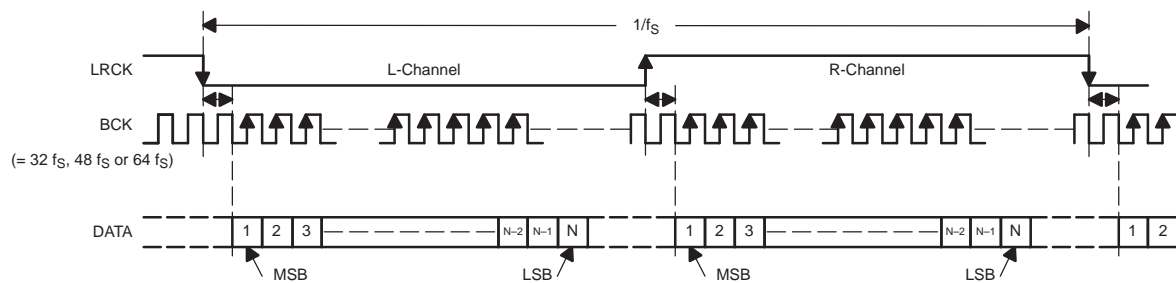 1/fS
LRCK
L-Channel
R-Channel
BCK
(= 32 fS, 48 fS or 64 fS)
DATA
1 2 3 N–2 N–1 N 1 2 3 N–2 N–1 N 1 2
MSB LSB MSB LSB